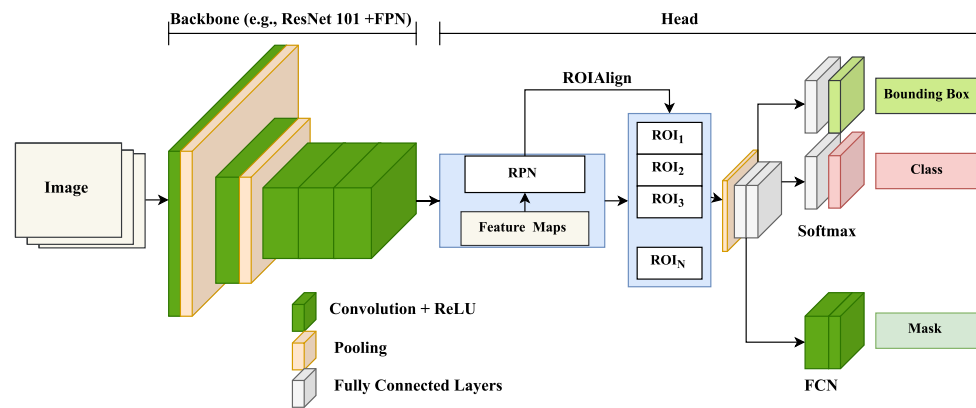 Backbone (e.g., ResNet 101 +FPN)
Head
ROIAlign
Image
RPN
Feature Maps
ROI1
ROI2
ROI3
ROIN
Bounding Box
Class
Softmax
Mask
FCN
Convolution + ReLU
Pooling
Fully Connected Layers